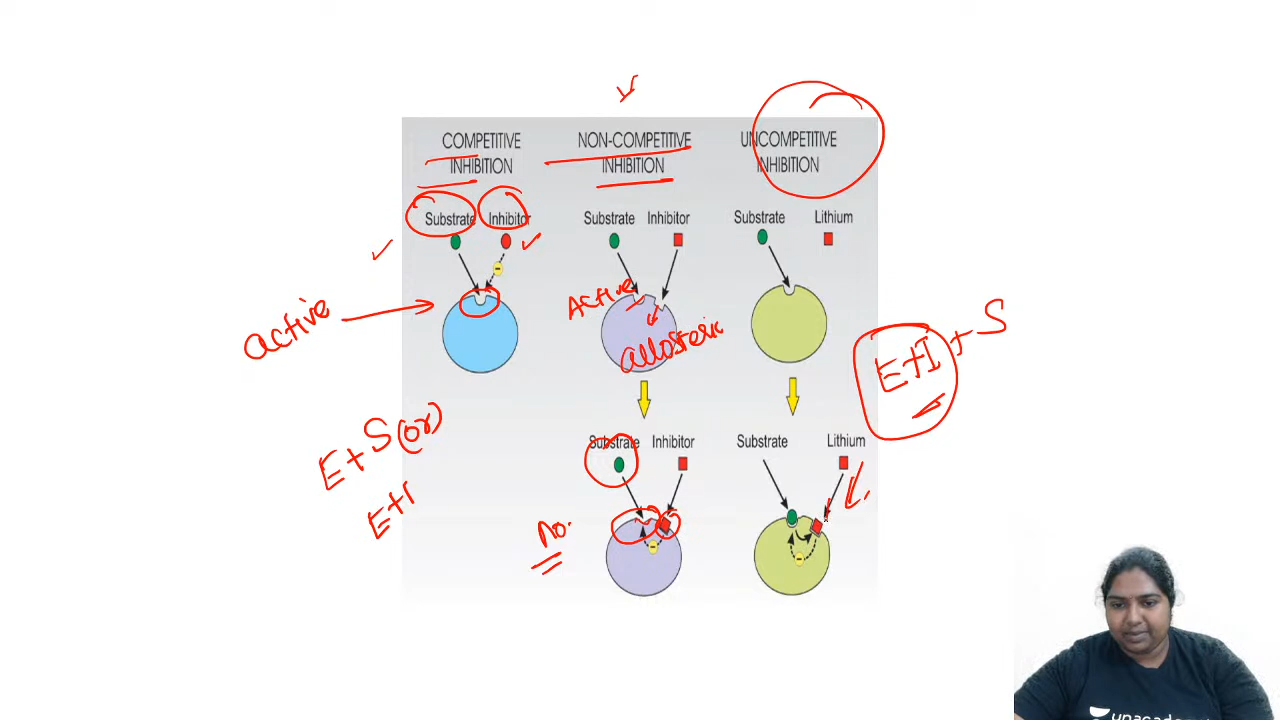 COMPETITIVE
INHIBITION
NON-COMPETITIVE
INHIBITION
UNCOMPETITIVE
INHIBITION
Substrate
Inhibitor
Substrate
Inhibitor
Substrate
Lithium
active
Active
allosteric
E+I + S
Substrate
Inhibitor
Substrate
Lithium
E+S (or)
E+I
No.